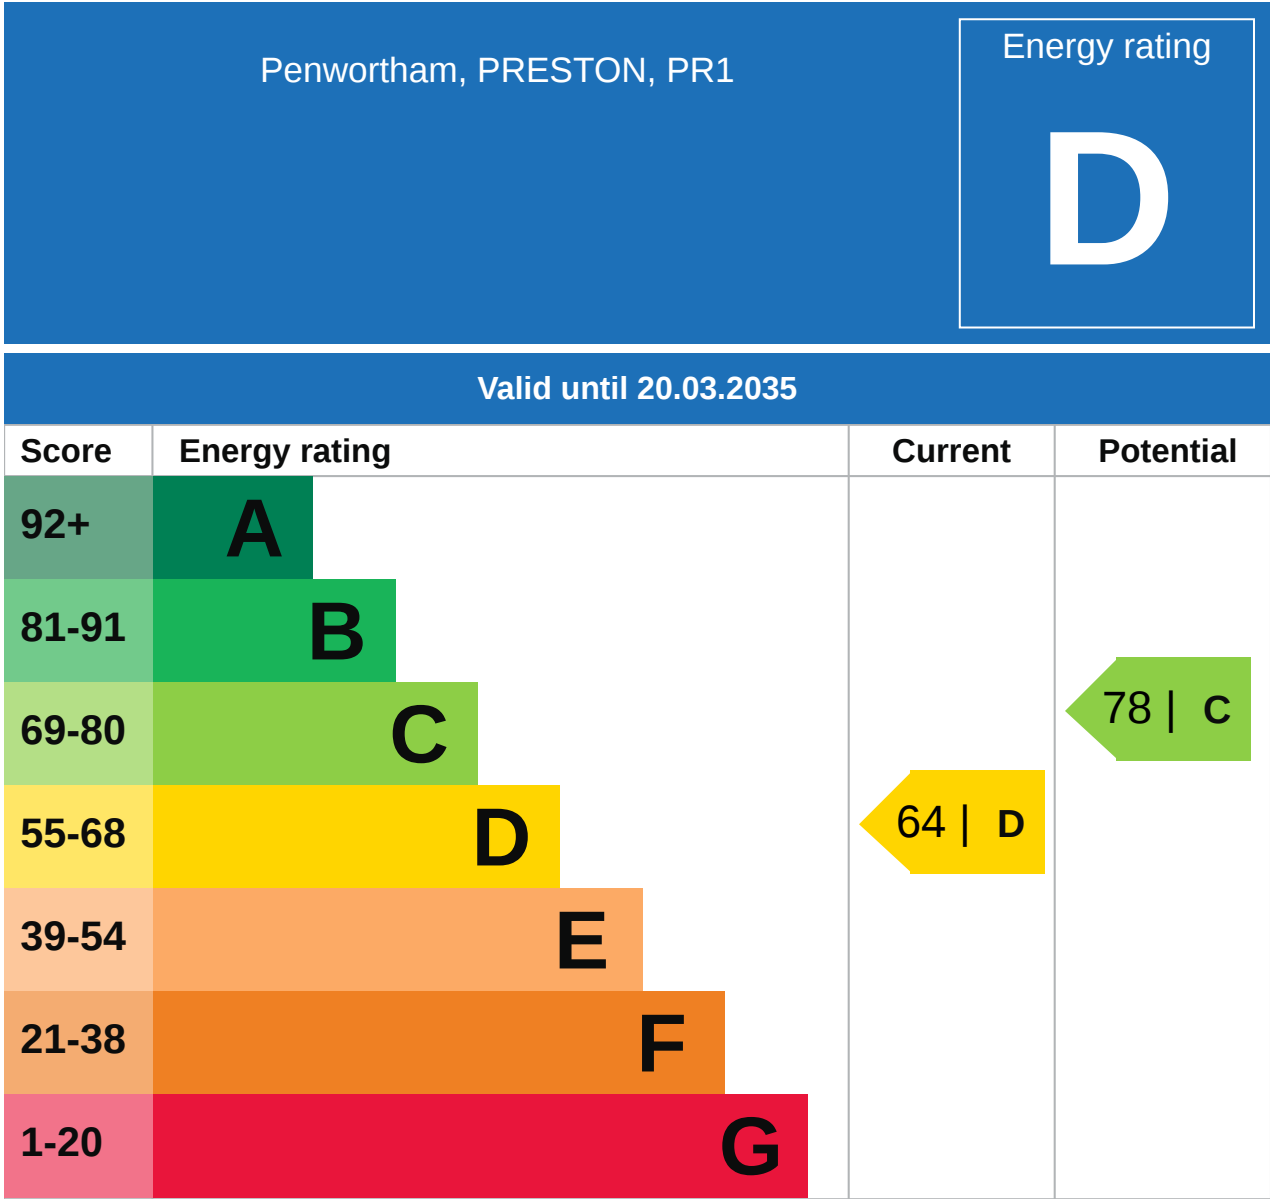 Penwortham, PRESTON, PR1
Energy rating
D
Valid until 20.03.2035
Score Energy rating Current Potential
92+ A
81-91 B
69-80 C
78 | C
55-68 D
64 | D
39-54 E
21-38 F
1-20 G